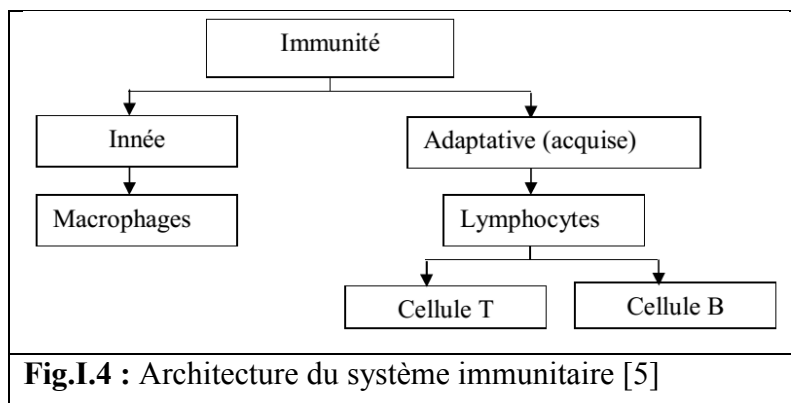 Immunité
Innée
Adaptative (acquise)
Macrophages
Lymphocytes
Cellule T
Cellule B
Fig.I.4 : Architecture du système immunitaire [5]